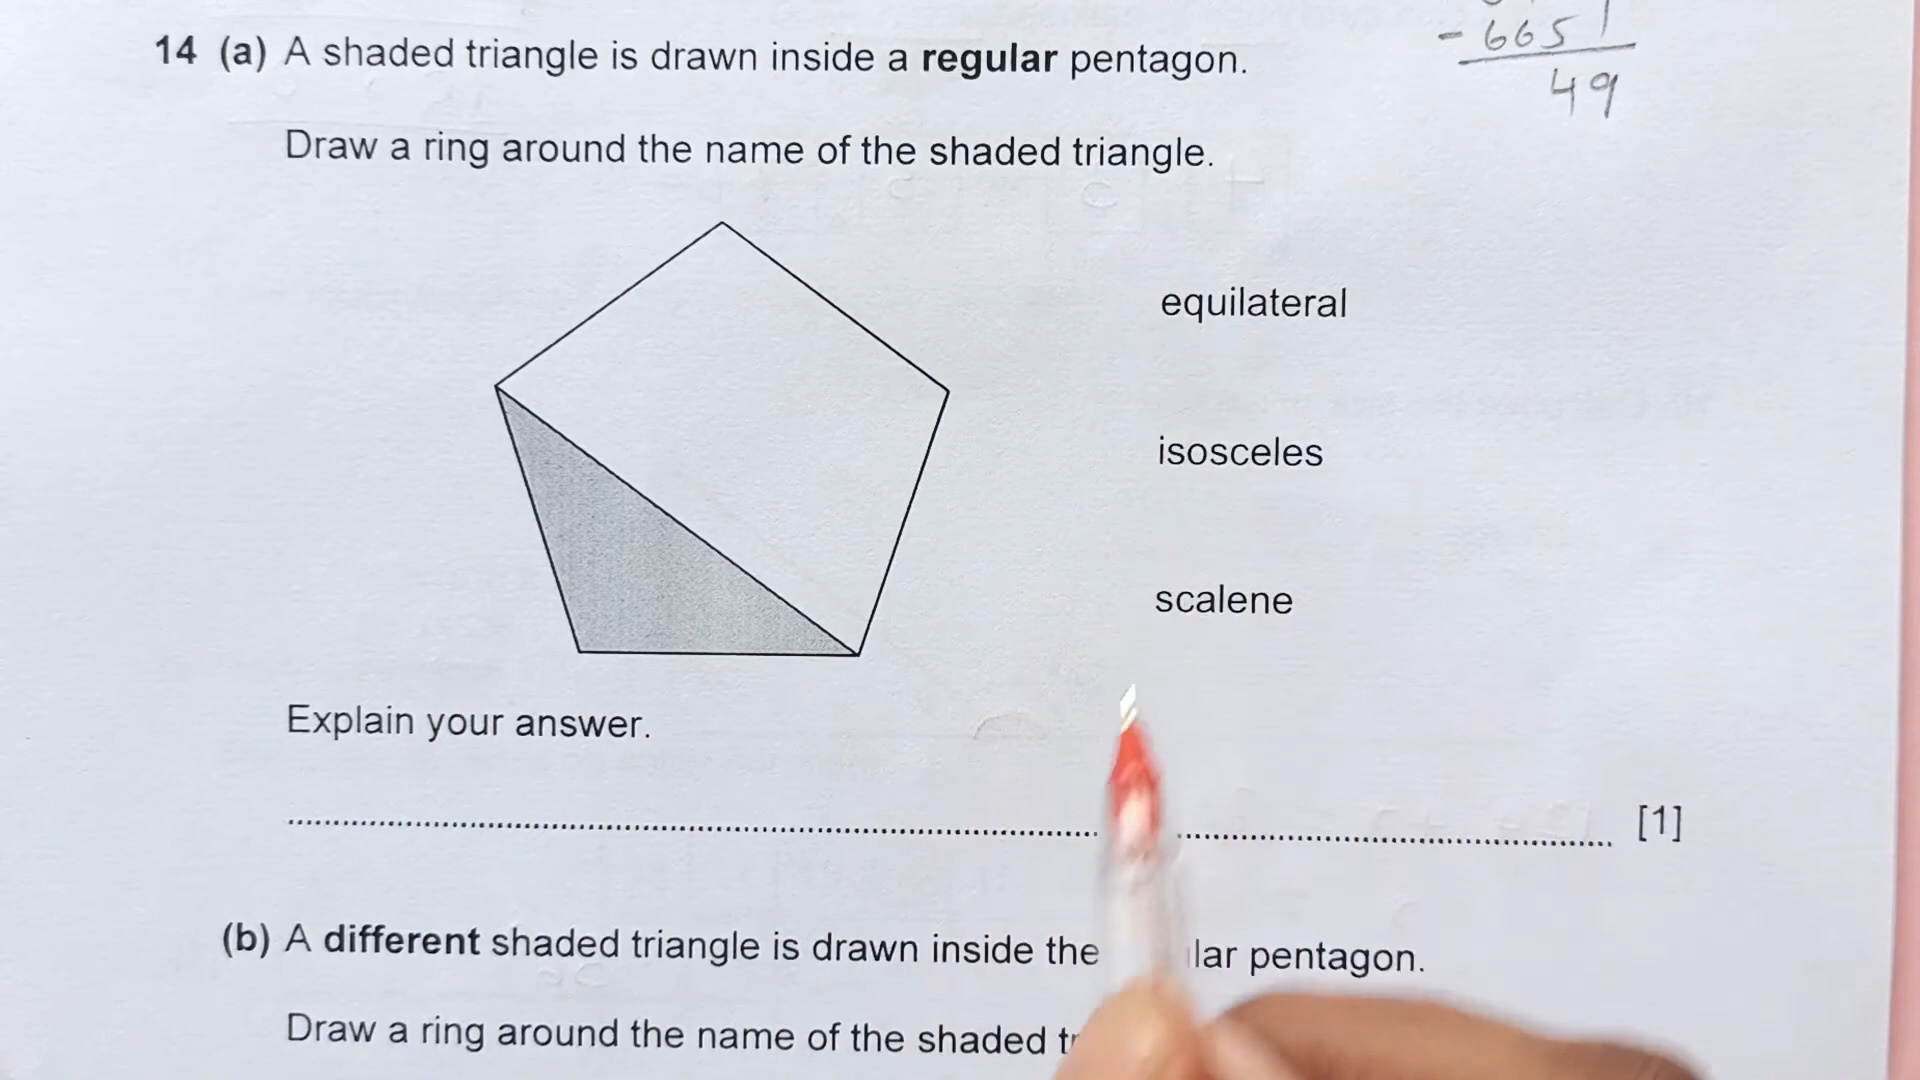 - 6651
49
14 (a) A shaded triangle is drawn inside a regular pentagon.
Draw a ring around the name of the shaded triangle.
equilateral
isosceles
scalene
Explain your answer.
[1]
(b) A different shaded triangle is drawn inside the lar pentagon.
Draw a ring around the name of the shaded